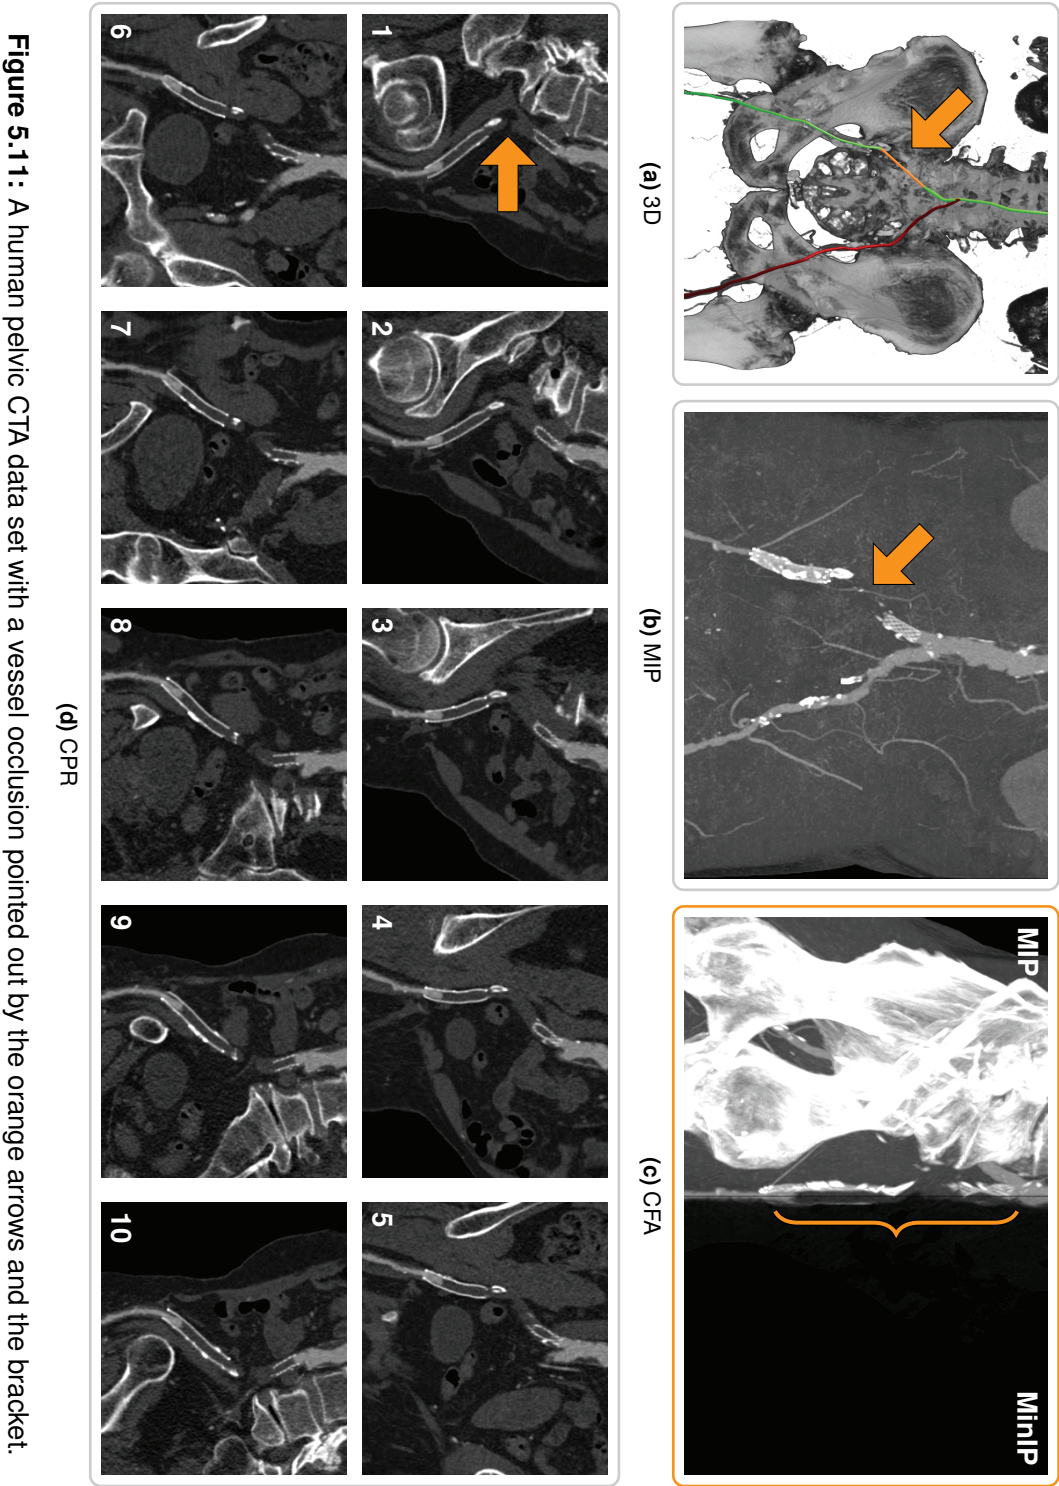 MIP
MinIP
(a) 3D
(b) MIP
(c) CFA
1
2
3
4
5
6
7
8
9
10
(d) CPR
Figure 5.11: A human pelvic CTA data set with a vessel occlusion pointed out by the orange arrows and the bracket.